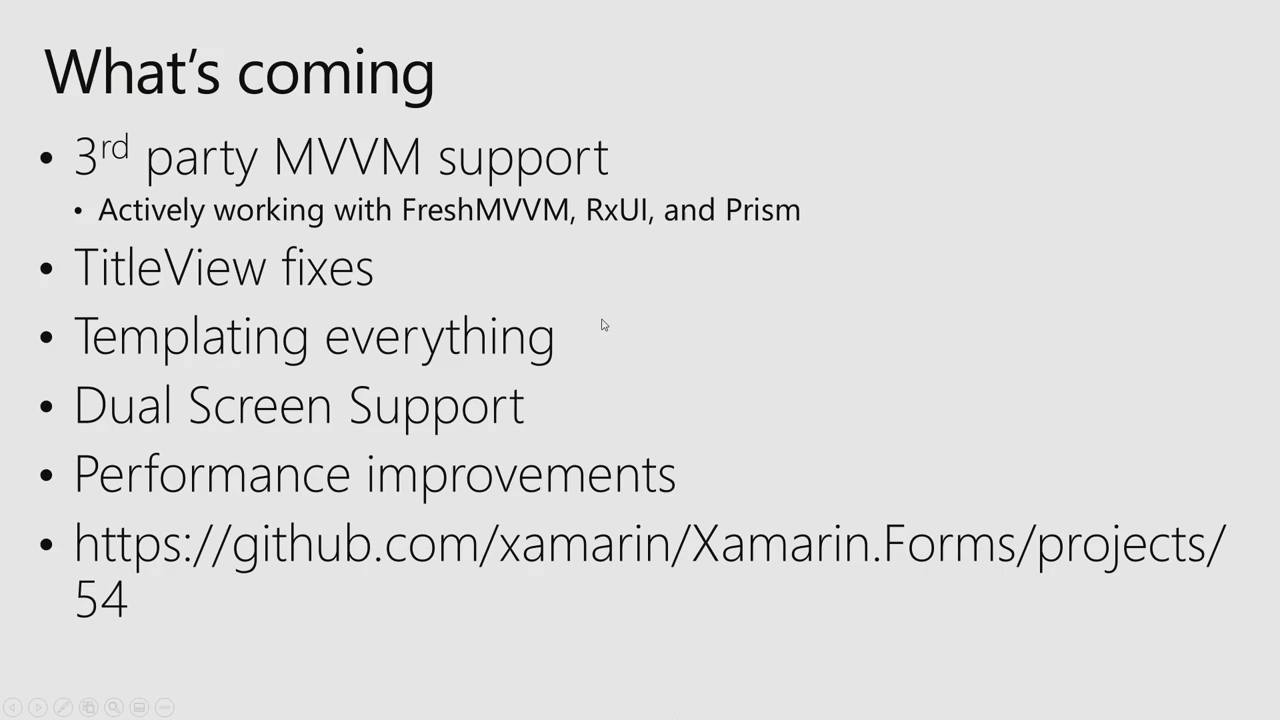 What's coming
• 3rd party MVVM support
• Actively working with FreshMVVM, RxUI, and Prism
• TitleView fixes
• Templating everything
• Dual Screen Support
• Performance improvements
• https://github.com/xamarin/Xamarin.Forms/projects/
54